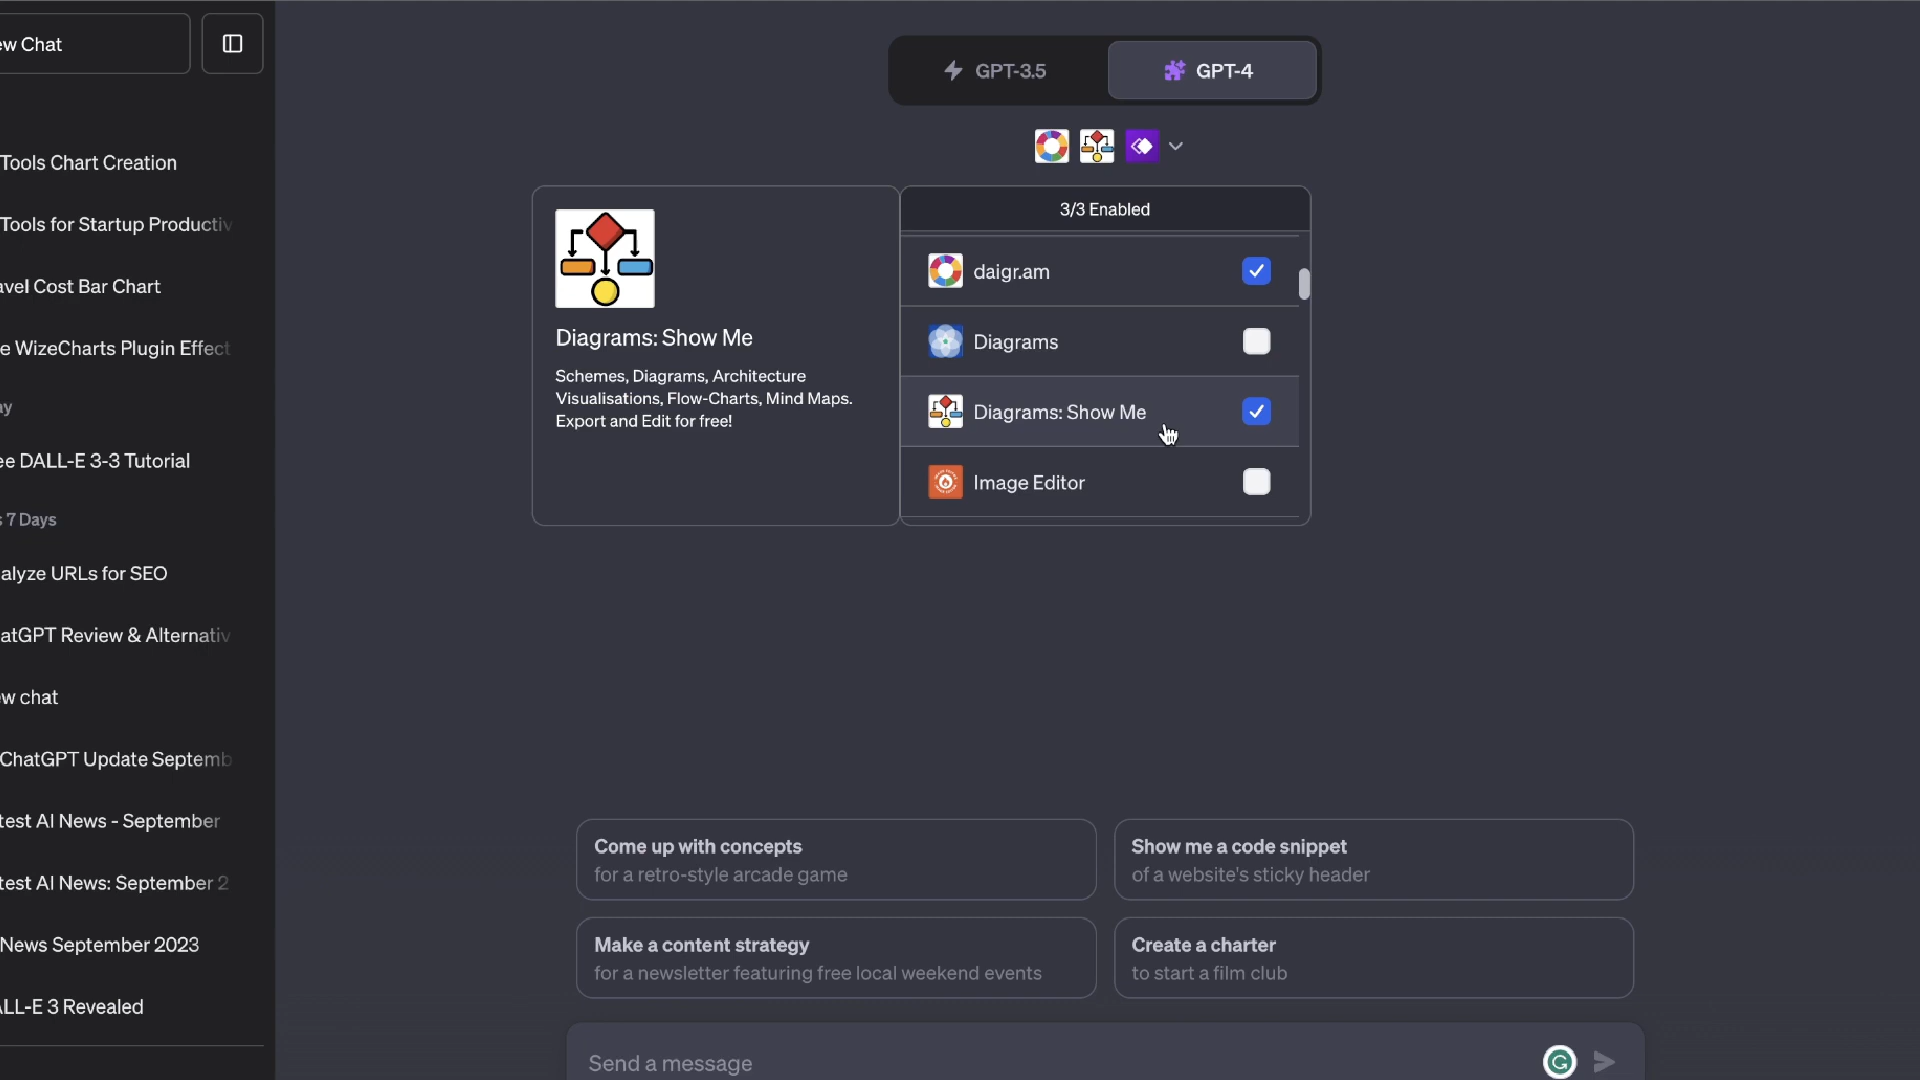 ew Chat
Tools Chart Creation
Tools for Startup Productiv
avel Cost Bar Chart
e WizeCharts Plugin Effect
ay
ee DALL-E 3-3 Tutorial
s 7 Days
alyze URLs for SEO
atGPT Review & Alternativ
ew chat
ChatGPT Update Septemb
test AI News - September
test AI News: September 2
News September 2023
ALL-E 3 Revealed
GPT-3.5
GPT-4
Diagrams: Show Me
Schemes, Diagrams, Architecture
Visualisations, Flow-Charts, Mind Maps.
Export and Edit for free!
3/3 Enabled
daigr.am
Diagrams
Diagrams: Show Me
Image Editor
Come up with concepts
for a retro-style arcade game
Show me a code snippet
of a website's sticky header
Make a content strategy
for a newsletter featuring free local weekend events
Create a charter
to start a film club
Send a message